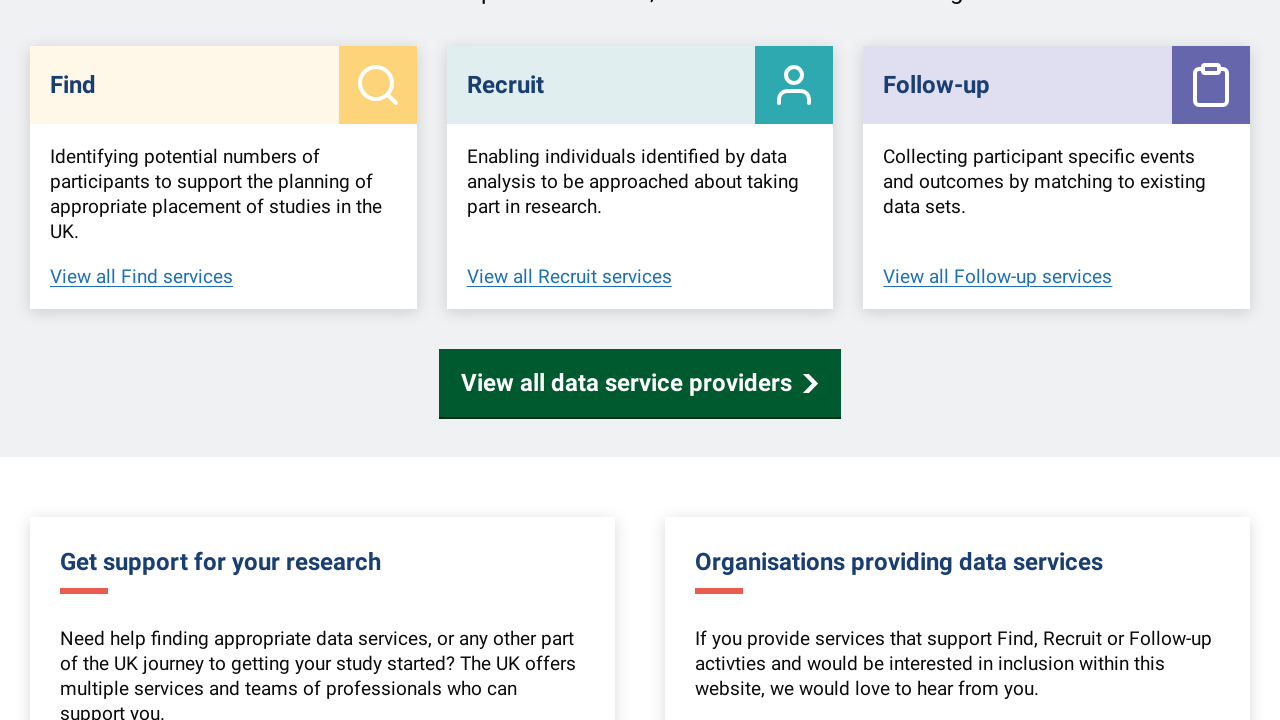 Find
Identifying potential numbers of
participants to support the planning of
appropriate placement of studies in the
UK.
View all Find services
Recruit
Enabling individuals identified by data
analysis to be approached about taking
part in research.
View all Recruit services
Follow-up
Collecting participant specific events
and outcomes by matching to existing
data sets.
View all Follow-up services
View all data service providers
Get support for your research
Need help finding appropriate data services, or any other part
of the UK journey to getting your study started? The UK offers
multiple services and teams of professionals who can
support you.
Organisations providing data services
If you provide services that support Find, Recruit or Follow-up
activties and would be interested in inclusion within this
website, we would love to hear from you.